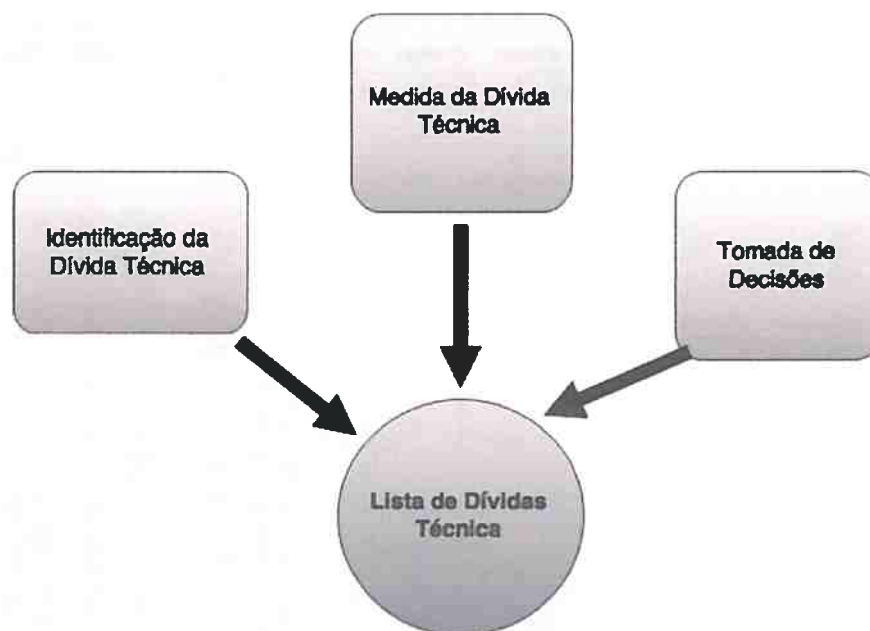 Medida da Dívida
Técnica
Identificação da
Dívida Técnica
Tomada de
Decisões
Lista de Dívidas
Técnica